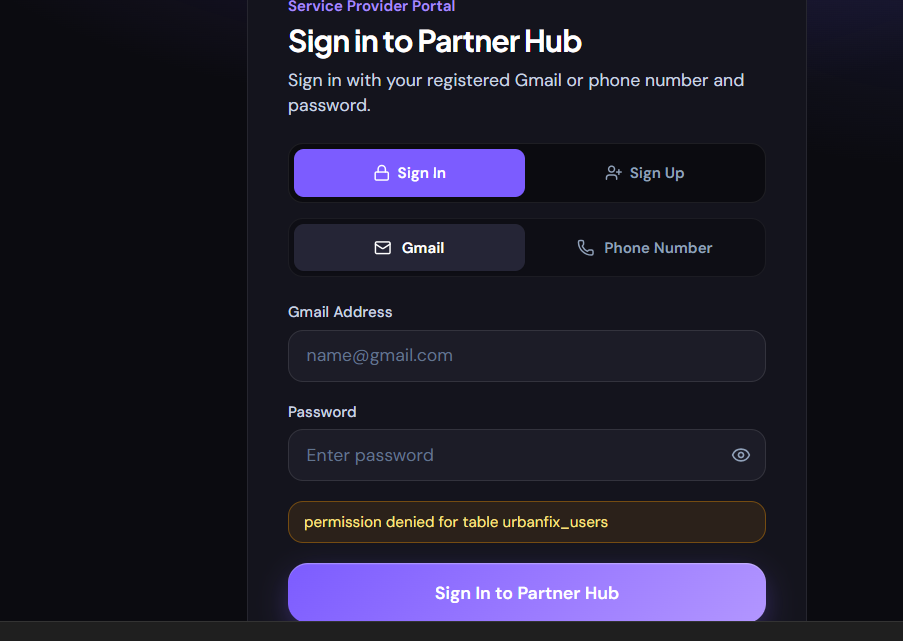 Service Provider Portal
Sign in to Partner Hub
Sign in with your registered Gmail or phone number and
password.
Sign In
Sign Up
Gmail
Phone Number
Gmail Address
name@gmail.com
Password
Enter password
permission denied for table urbanfix_users
Sign In to Partner Hub